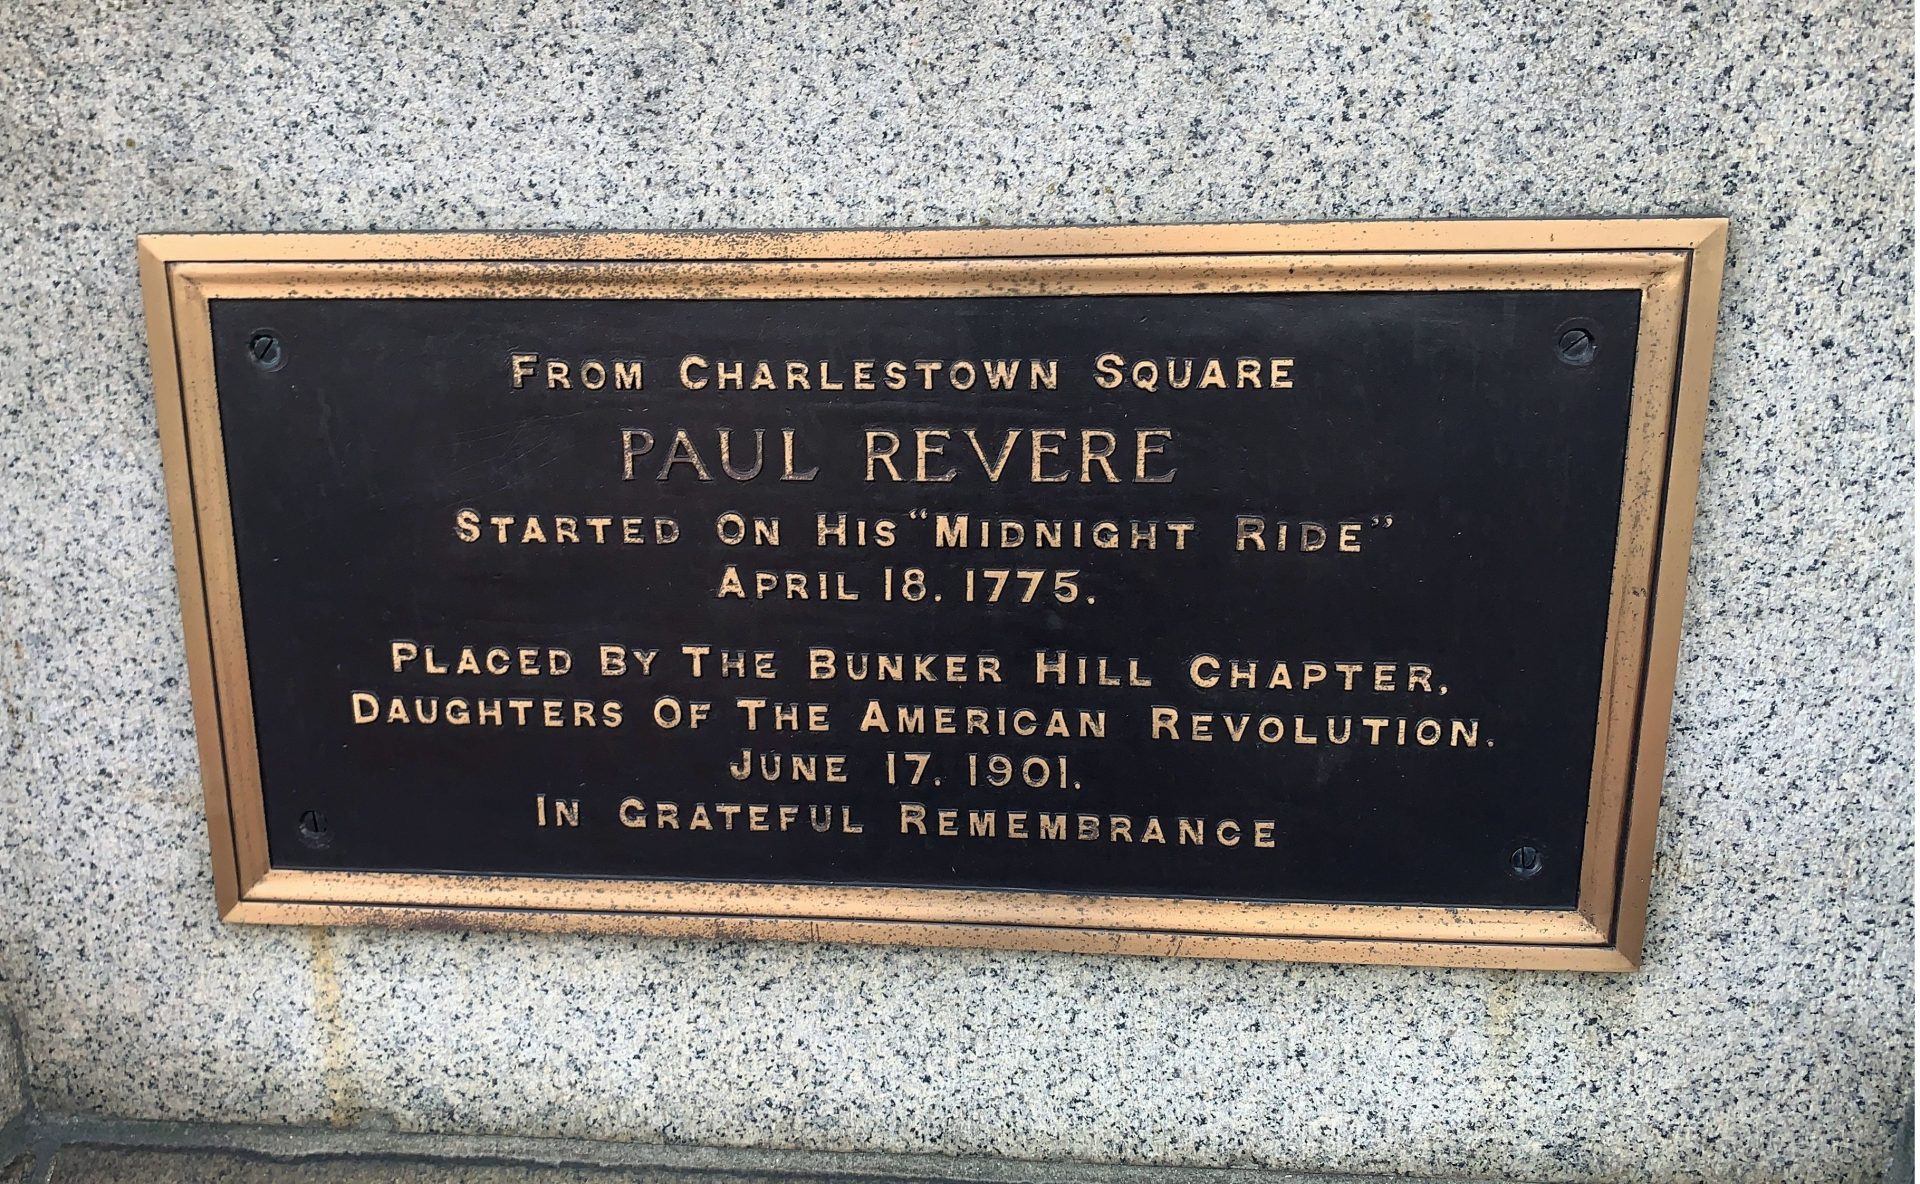 From Charlestown Square
PAUL REVERE
Started On His "Midnight Ride"
April 18. 1775.
Placed By The Bunker Hill Chapter,
Daughters Of The American Revolution.
June 17. 1901.
In Grateful Remembrance